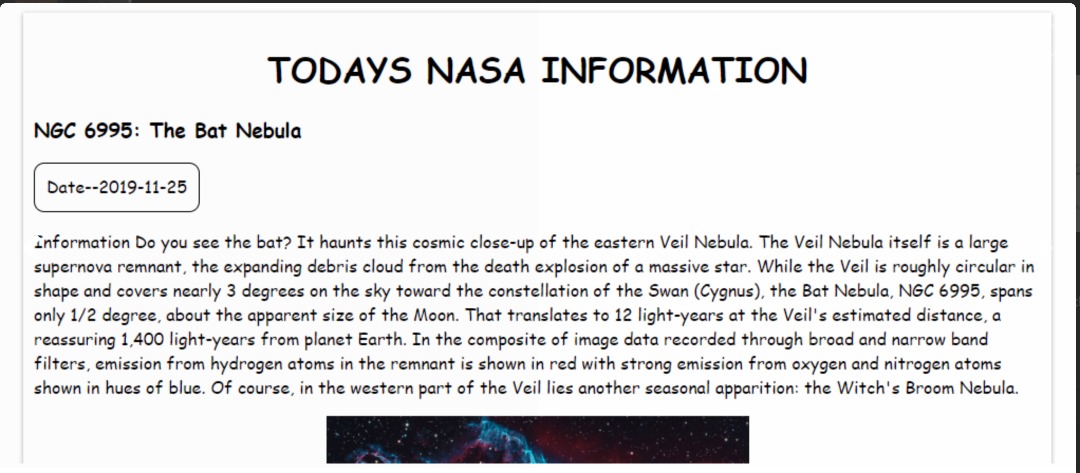 TODAYS NASA INFORMATION
NGC 6995: The Bat Nebula
Date--2019-11-25
Information Do you see the bat? It haunts this cosmic close-up of the eastern Veil Nebula. The Veil Nebula itself is a large
supernova remnant, the expanding debris cloud from the death explosion of a massive star. While the Veil is roughly circular in
shape and covers nearly 3 degrees on the sky toward the constellation of the Swan (Cygnus), the Bat Nebula, NGC 6995, spans
only 1/2 degree, about the apparent size of the Moon. That translates to 12 light-years at the Veil's estimated distance, a
reassuring 1,400 light-years from planet Earth. In the composite of image data recorded through broad and narrow band
filters, emission from hydrogen atoms in the remnant is shown in red with strong emission from oxygen and nitrogen atoms
shown in hues of blue. Of course, in the western part of the Veil lies another seasonal apparition: the Witch's Broom Nebula.